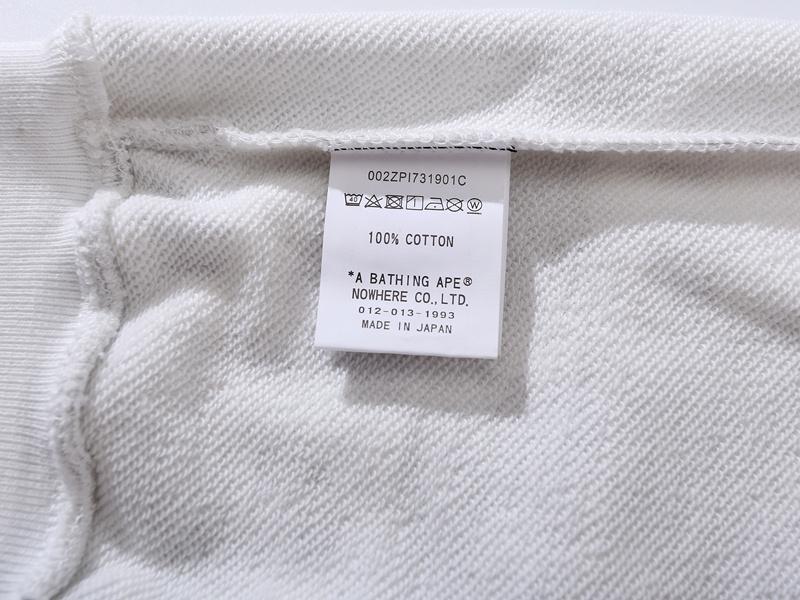 002ZPI731901C
100% COTTON
*A BATHING APE®
NOWHERE CO.,LTD.
012-013-1993
MADE IN JAPAN